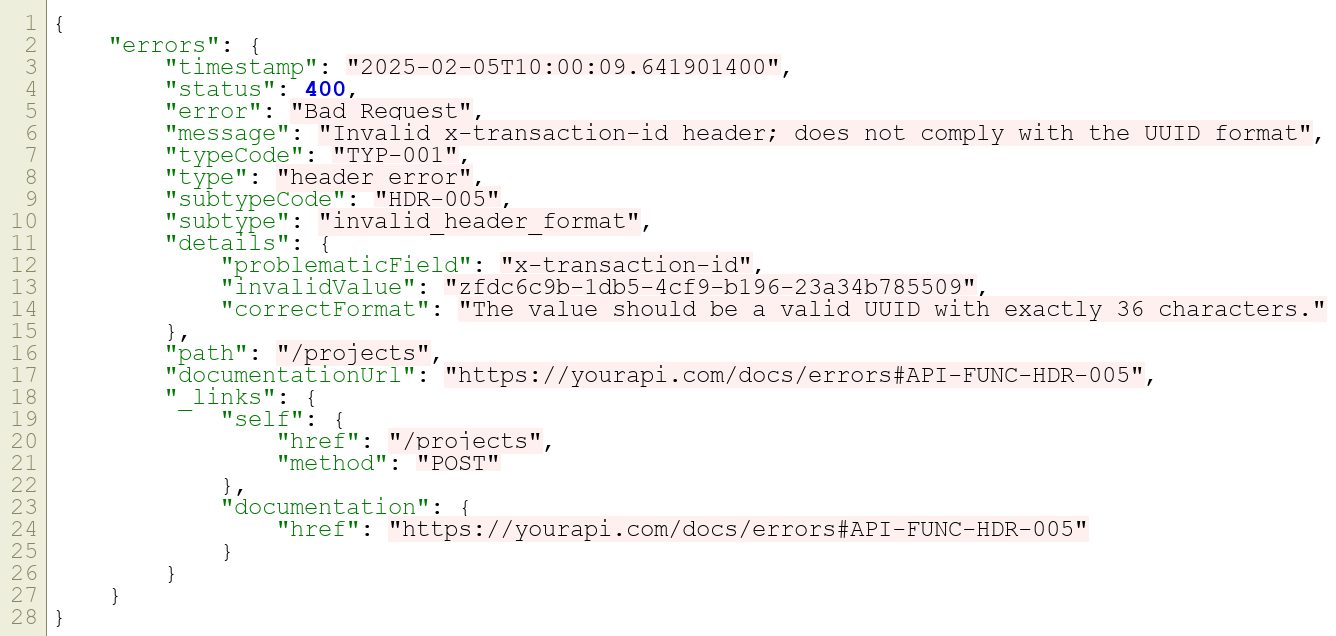 1 {
2     "errors": {
3         "timestamp": "2025-02-05T10:00:09.641901400",
4         "status": 400,
5         "error": "Bad Request",
6         "message": "Invalid x-transaction-id header; does not comply with the UUID format",
7         "typeCode": "TYP-001",
8         "type": "header error",
9         "subtypeCode": "HDR-005",
10         "subtype": "invalid_header_format",
11         "details": {
12             "problematicField": "x-transaction-id",
13             "invalidValue": "zfdc6c9b-1db5-4cf9-b196-23a34b785509",
14             "correctFormat": "The value should be a valid UUID with exactly 36 characters."
15         },
16         "path": "/projects",
17         "documentationUrl": "https://yourapi.com/docs/errors#API-FUNC-HDR-005",
18         "_links": {
19             "self": {
20                 "href": "/projects",
21                 "method": "POST"
22             },
23             "documentation": {
24                 "href": "https://yourapi.com/docs/errors#API-FUNC-HDR-005"
25             }
26         }
27     }
28 }